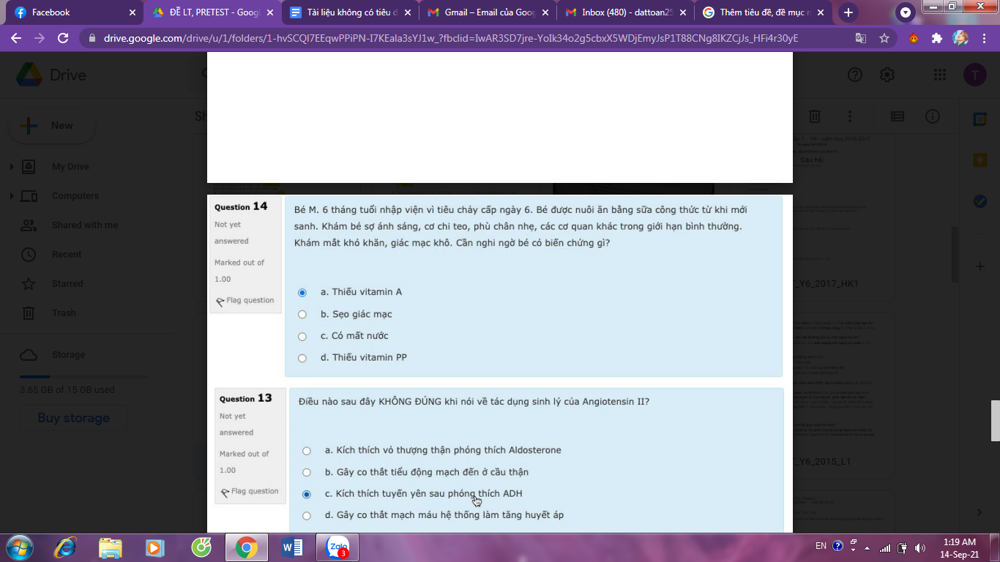 Facebook
ĐỀ LT, PRETEST - Goog
Tài liệu không có tiêu đ
Gmail – Email của Goog
Inbox (480) - dattoan25
Thêm tiêu đề, đề mục
drive.google.com/drive/u/1/folders/1-hvSCQI7EEqwPPiPN-I7KEala3sYJ1w_?fbclid=IwAR3SD7jre-YoIk34o2g5cbxX5WDjEmyJsP1T88CNg8IKZCjJs_HFi4r30yE
Drive
T
New
My Drive
Computers
Shared with me
Recent
Starred
Trash
Storage
3.65 GB of 15 GB used
Buy storage
Câu hỏi
T_Y6_2017_HK1
T_Y6_2015_L1
Question 14
Not yet
answered
Marked out of
1.00
Flag question
Bé M. 6 tháng tuổi nhập viện vì tiêu chảy cấp ngày 6. Bé được nuôi ăn bằng sữa công thức từ khi mới
sanh. Khám bé sợ ánh sáng, cơ chi teo, phù chân nhẹ, các cơ quan khác trong giới hạn bình thường.
Khám mắt khó khăn, giác mạc khô. Cần nghi ngờ bé có biến chứng gì?
a. Thiếu vitamin A
b. Sẹo giác mạc
c. Có mất nước
d. Thiếu vitamin PP
Question 13
Not yet
answered
Marked out of
1.00
Flag question
Điều nào sau đây KHÔNG ĐÚNG khi nói về tác dụng sinh lý của Angiotensin II?
a. Kích thích vỏ thượng thận phóng thích Aldosterone
b. Gây co thắt tiểu động mạch đến ở cầu thận
c. Kích thích tuyến yên sau phóng thích ADH
d. Gây co thắt mạch máu hệ thống làm tăng huyết áp
Zalo
3
EN
1:19 AM
14-Sep-21